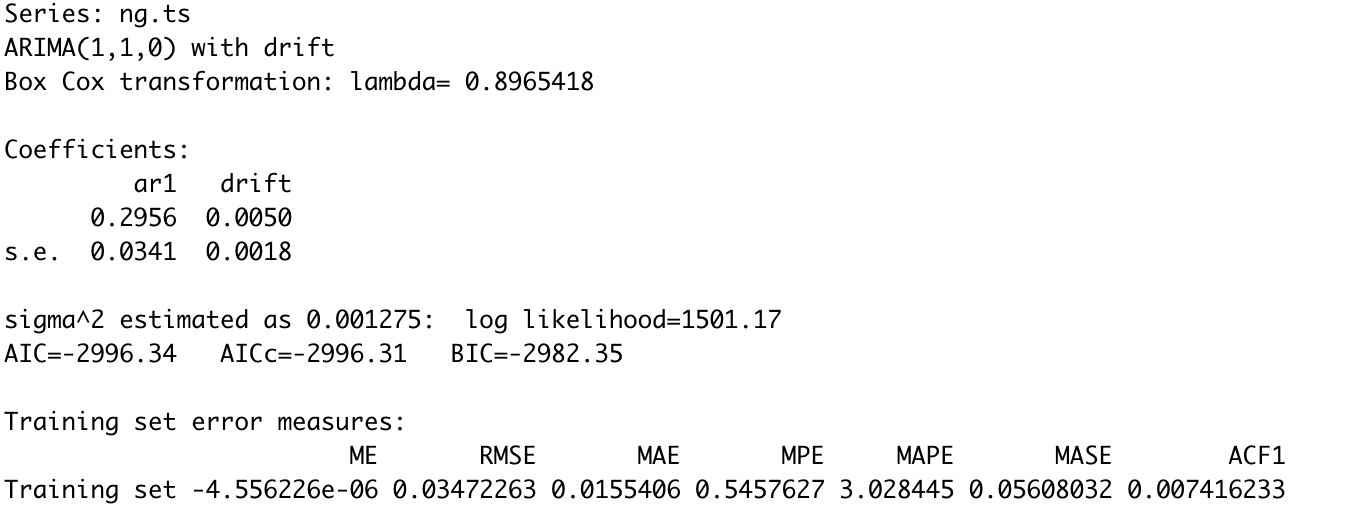 Series: ng.ts
ARIMA(1,1,0) with drift
Box Cox transformation: lambda= 0.8965418
Coefficients:
ar1 drift
0.2956 0.0050
s.e. 0.0341 0.0018
sigma^2 estimated as 0.001275: log likelihood=1501.17
AIC=-2996.34 AICc=-2996.31 BIC=-2982.35
Training set error measures:
ME RMSE MAE MPE MAPE MASE ACF1
Training set -4.556226e-06 0.03472263 0.0155406 0.5457627 3.028445 0.05608032 0.007416233